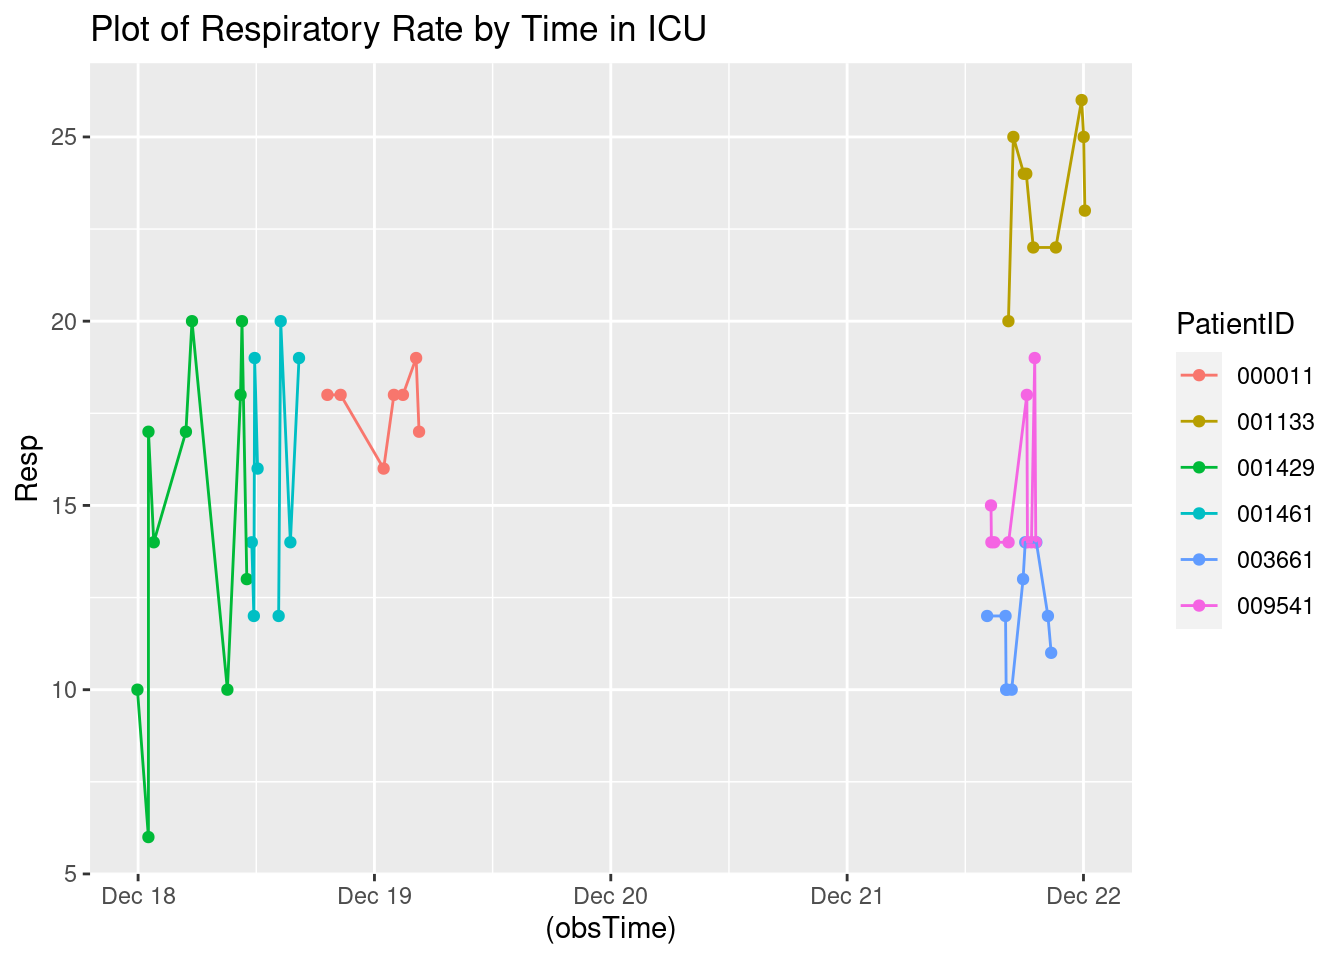 Plot of Respiratory Rate by Time in ICU
25
20
15
10
5
Resp
Dec 18 Dec 19 Dec 20 Dec 21 Dec 22
(obsTime)
PatientID
000011
001133
001429
001461
003661
009541